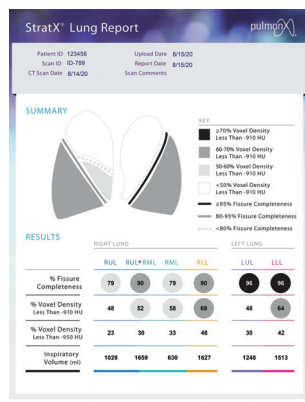 StratX® Lung Report
pulmonX
Patient ID 123456
Scan ID ID-789
CT Scan Date 8/14/20
Upload Date 8/15/20
Report Date 8/15/20
Scan Comments
SUMMARY
KEY
≥70% Voxel Density
Less Than -910 HU
60-70% Voxel Density
Less Than -910 HU
50-60% Voxel Density
Less Than -910 HU
<50% Voxel Density
Less Than -910 HU
≥95% Fissure Completeness
80-95% Fissure Completeness
<80% Fissure Completeness
RESULTS
RIGHT LUNG LEFT LUNG
RUL RUL+RML RML RLL LUL LLL
% Fissure
Completeness 79 90 79 90 96 96
% Voxel Density
Less Than -910 HU 48 52 58 69 48 64
% Voxel Density
Less Than -950 HU 23 30 33 48 30 42
Inspiratory
Volume (ml) 1029 1659 630 1627 1248 1513